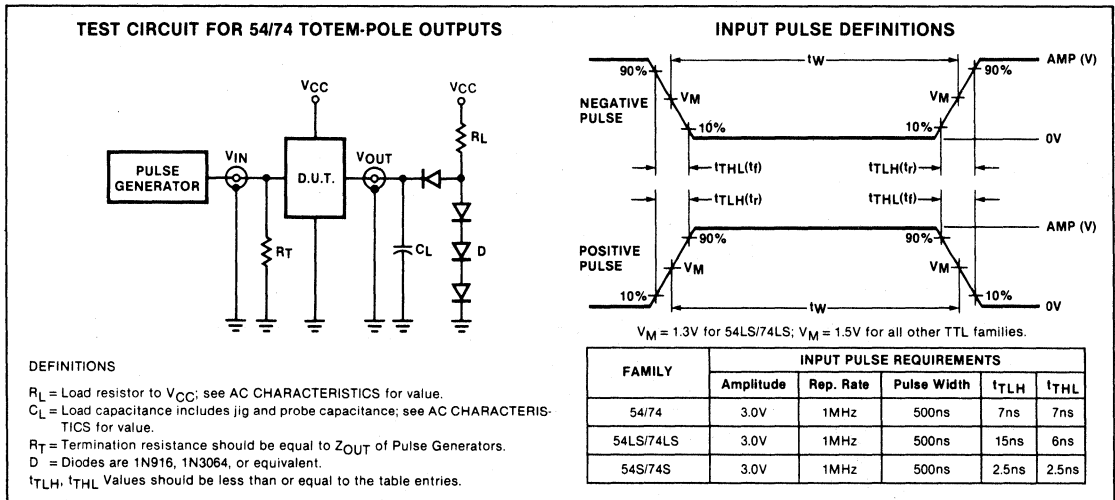 TEST CIRCUIT FOR 54/74 TOTEM-POLE OUTPUTS
VCC
VCC
RL
VIN
VOUT
PULSE
GENERATOR
D.U.T.
RT
CL
D
DEFINITIONS
RL = Load resistor to VCC; see AC CHARACTERISTICS for value.
CL = Load capacitance includes jig and probe capacitance; see AC CHARACTERIS-
TICS for value.
RT = Termination resistance should be equal to ZOUT of Pulse Generators.
D = Diodes are 1N916, 1N3064, or equivalent.
tTLH, tTHL Values should be less than or equal to the table entries.
INPUT PULSE DEFINITIONS
tW
AMP (V)
90%
90%
NEGATIVE
PULSE
VM
VM
10%
10%
0V
tTHL(tf)
tTLH(tr)
tTLH(tr)
tTHL(tf)
AMP (V)
90%
90%
POSITIVE
PULSE
VM
VM
10%
10%
tW
0V
VM = 1.3V for 54LS/74LS; VM = 1.5V for all other TTL families.
FAMILY INPUT PULSE REQUIREMENTS
Amplitude Rep. Rate Pulse Width tTLH tTHL
54/74 3.0V 1MHz 500ns 7ns 7ns
54LS/74LS 3.0V 1MHz 500ns 15ns 6ns
54S/74S 3.0V 1MHz 500ns 2.5ns 2.5ns